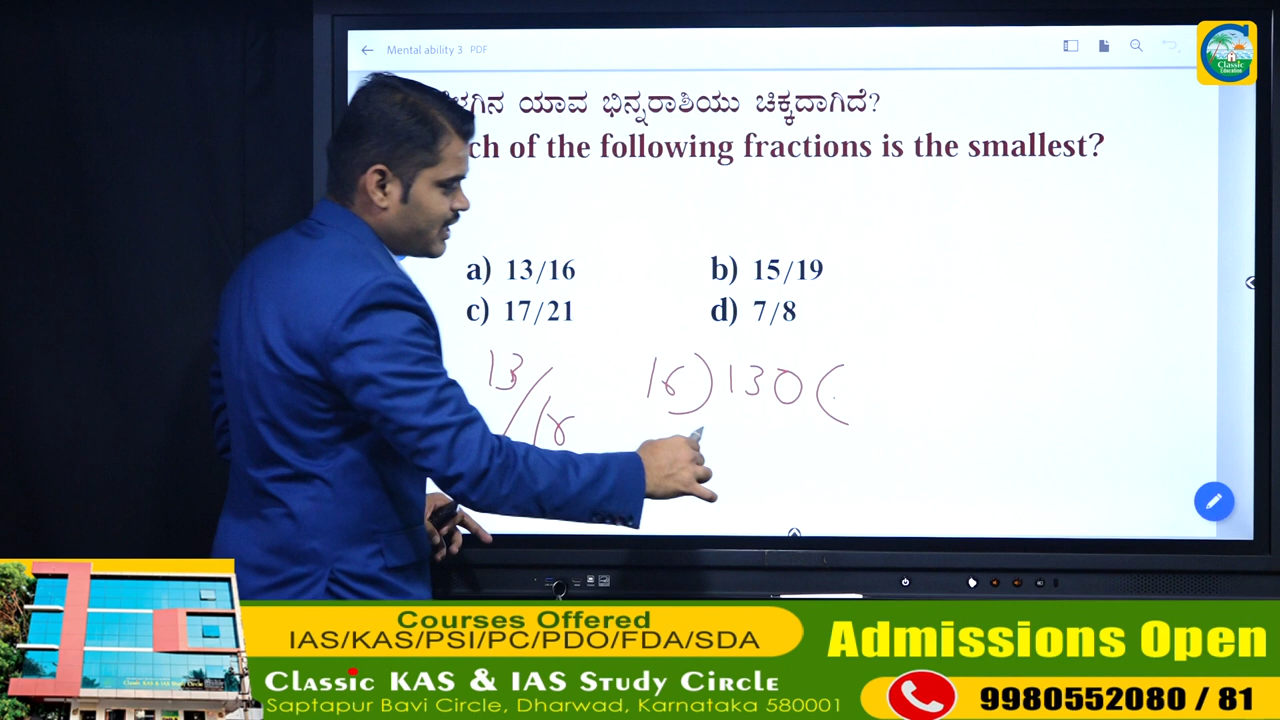 Mental ability 3 PDF
ಯಾವ ಭಿನ್ನರಾಶಿಯು ಚಿಕ್ಕದಾಗಿದೆ?
ch of the following fractions is the smallest?
a) 13/16 b) 15/19
c) 17/21 d) 7/8
13/16 16)130(
Classic
Education
Courses Offered
IAS/KAS/PSI/PC/PDO/FDA/SDA
Classic KAS & IAS Study Circle
Saptapur Bavi Circle, Dharwad, Karnataka 580001
Admissions Open
9980552080 / 81